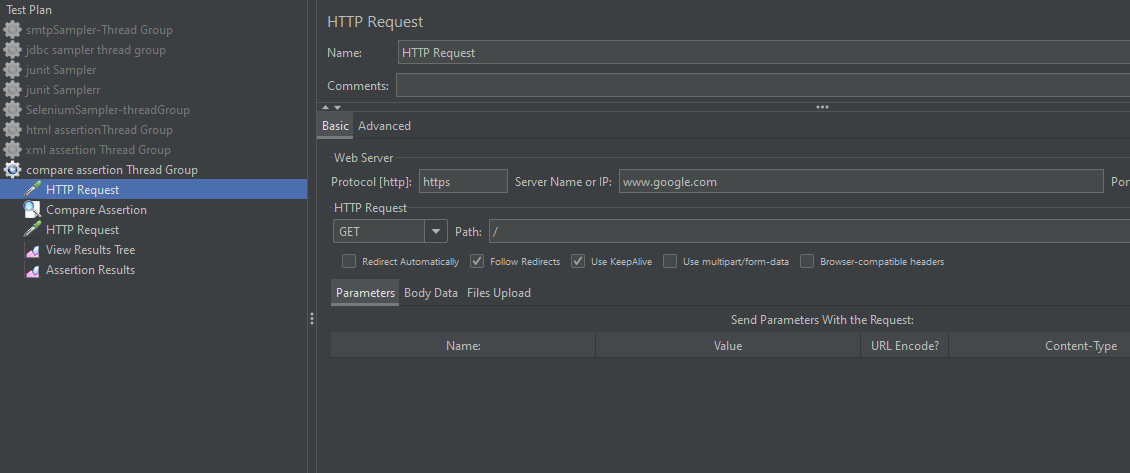 Test Plan
smtpSampler-Thread Group
jdbc sampler thread group
junit Sampler
junit Samplerr
SeleniumSampler-threadGroup
html assertionThread Group
xml assertion Thread Group
compare assertion Thread Group
HTTP Request
Compare Assertion
HTTP Request
View Results Tree
Assertion Results
HTTP Request
Name: HTTP Request
Comments:
Basic Advanced
Web Server
Protocol [http]: https Server Name or IP: www.google.com Por
HTTP Request
GET Path: /
Redirect Automatically Follow Redirects Use KeepAlive Use multipart/form-data Browser-compatible headers
Parameters Body Data Files Upload
Send Parameters With the Request:
Name: Value URL Encode? Content-Type